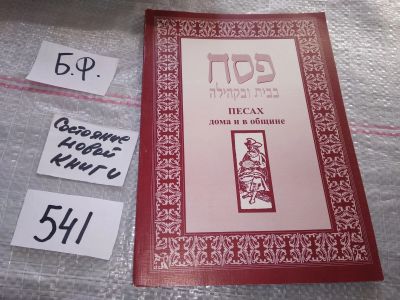 Б.Ф.
Состояние
новой
книги
541
פסח
בבית ובקהילה
ПЕСАХ
дома и в общине